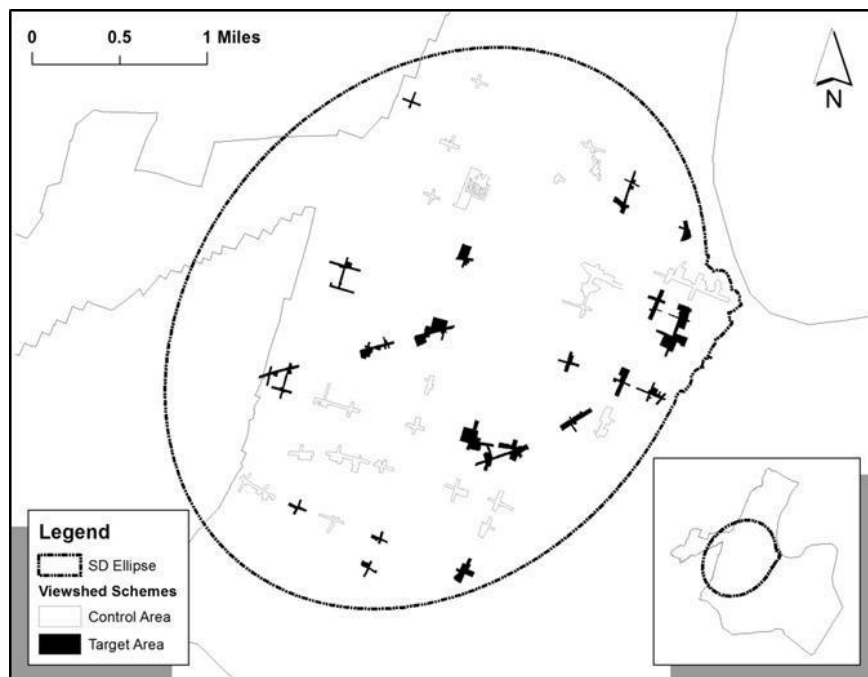 0 0.5 1 Miles
N
Legend
SD Ellipse
Viewshed Schemes
Control Area
Target Area